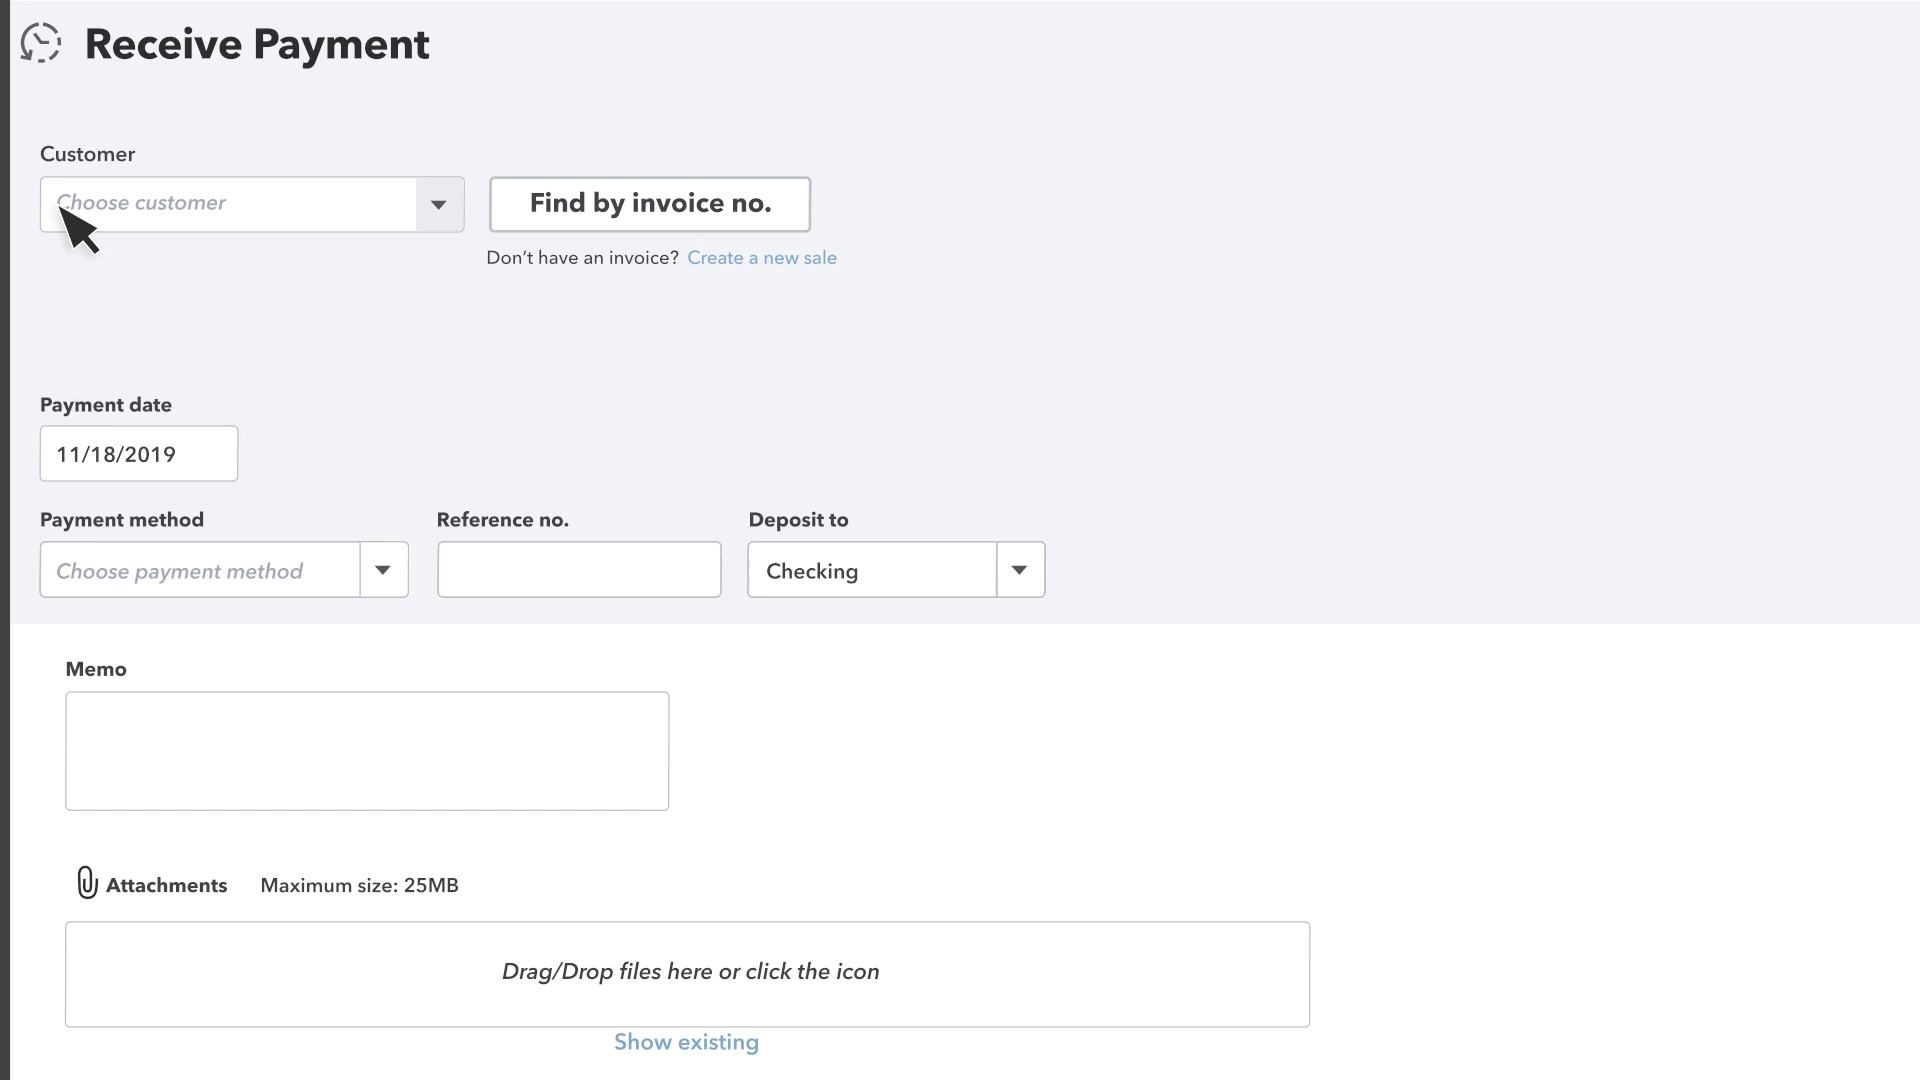 Receive Payment
Customer
Choose customer
Find by invoice no.
Don't have an invoice? Create a new sale
Payment date
11/18/2019
Payment method
Reference no.
Deposit to
Choose payment method
Checking
Memo
Attachments
Maximum size: 25MB
Drag/Drop files here or click the icon
Show existing